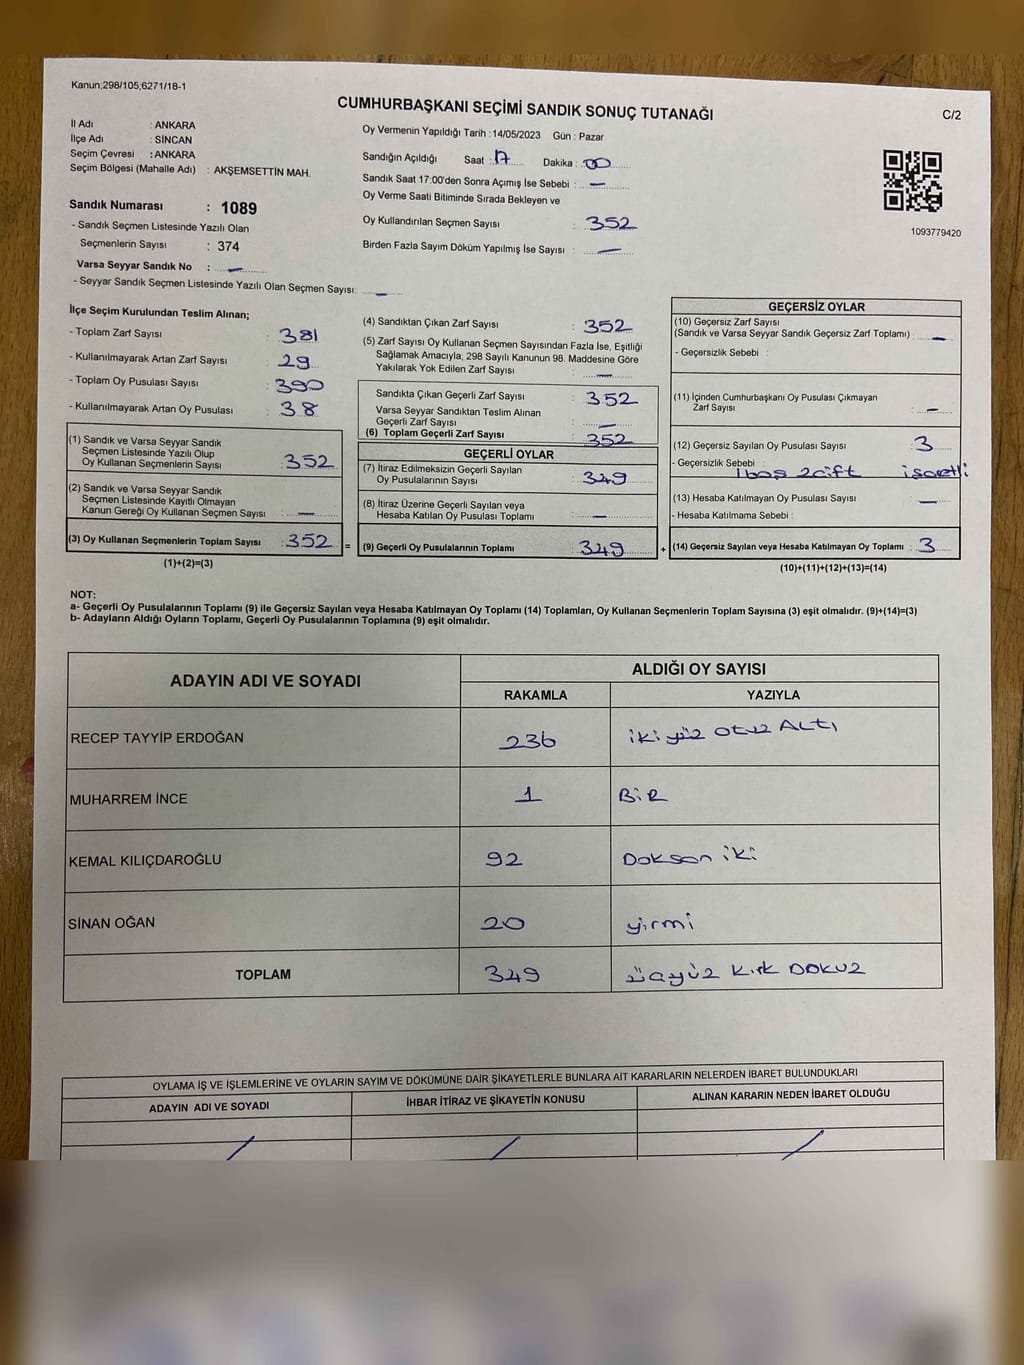 Kanun;298/105;6271/18-1
CUMHURBAŞKANI SEÇİMİ SANDIK SONUÇ TUTANAĞI
C/2
İl Adı : ANKARA
İlçe Adı : SİNCAN
Seçim Çevresi : ANKARA
Seçim Bölgesi (Mahalle Adı) : AKŞEMSETTİN MAH.
Oy Vermenin Yapıldığı Tarih : 14/05/2023 Gün : Pazar
Sandığın Açıldığı Saat : 17 Dakika : 00
Sandık Saat 17:00'den Sonra Açımış İse Sebebi : —
Oy Verme Saati Bitiminde Sırada Bekleyen ve
Oy Kullandırılan Seçmen Sayısı : 352
Birden Fazla Sayım Döküm Yapılmış İse Sayısı : —
1093779420
Sandık Numarası : 1089
- Sandık Seçmen Listesinde Yazılı Olan
Seçmenlerin Sayısı : 374
Varsa Seyyar Sandık No : —
- Seyyar Sandık Seçmen Listesinde Yazılı Olan Seçmen Sayısı: —
İlçe Seçim Kurulundan Teslim Alınan;
- Toplam Zarf Sayısı : 381
- Kullanılmayarak Artan Zarf Sayısı : 29
- Toplam Oy Pusulası Sayısı : 390
- Kullanılmayarak Artan Oy Pusulası : 38
(1) Sandık ve Varsa Seyyar Sandık
Seçmen Listesinde Yazılı Olup
Oy Kullanan Seçmenlerin Sayısı : 352
(2) Sandık ve Varsa Seyyar Sandık
Seçmen Listesinde Kayıtlı Olmayan
Kanun Gereği Oy Kullanan Seçmen Sayısı : —
(3) Oy Kullanan Seçmenlerin Toplam Sayısı : 352 =
(1)+(2)=(3)
(4) Sandıktan Çıkan Zarf Sayısı : 352
(5) Zarf Sayısı Oy Kullanan Seçmen Sayısından Fazla İse, Eşitliği
Sağlamak Amacıyla, 298 Sayılı Kanunun 98. Maddesine Göre
Yakılarak Yok Edilen Zarf Sayısı : —
Sandıkta Çıkan Geçerli Zarf Sayısı : 352
Varsa Seyyar Sandıktan Teslim Alınan
Geçerli Zarf Sayısı : —
(6) Toplam Geçerli Zarf Sayısı : 352
GEÇERLİ OYLAR
(7) İtiraz Edilmeksizin Geçerli Sayılan
Oy Pusulalarının Sayısı : 349
(8) İtiraz Üzerine Geçerli Sayılan veya
Hesaba Katılan Oy Pusulası Toplamı : —
(9) Geçerli Oy Pusulalarının Toplamı : 349 +
GEÇERSİZ OYLAR
(10) Geçersiz Zarf Sayısı
(Sandık ve Varsa Seyyar Sandık Geçersiz Zarf Toplamı) : —
- Geçersizlik Sebebi :
(11) İçinden Cumhurbaşkanı Oy Pusulası Çıkmayan
Zarf Sayısı : —
(12) Geçersiz Sayılan Oy Pusulası Sayısı : 3
- Geçersizlik Sebebi : 1boş 2çift işaretli
(13) Hesaba Katılmayan Oy Pusulası Sayısı : —
- Hesaba Katılmama Sebebi :
(14) Geçersiz Sayılan veya Hesaba Katılmayan Oy Toplamı : 3
(10)+(11)+(12)+(13)=(14)
NOT:
a- Geçerli Oy Pusulalarının Toplamı (9) ile Geçersiz Sayılan veya Hesaba Katılmayan Oy Toplamı (14) Toplamları, Oy Kullanan Seçmenlerin Toplam Sayısına (3) eşit olmalıdır. (9)+(14)=(3)
b- Adayların Aldığı Oyların Toplamı, Geçerli Oy Pusulalarının Toplamına (9) eşit olmalıdır.
ADAYIN ADI VE SOYADI ALDIĞI OY SAYISI
RAKAMLA YAZIYLA
RECEP TAYYİP ERDOĞAN 236 iki yüz otuz ALTI
MUHARREM İNCE 1 BİR
KEMAL KILIÇDAROĞLU 92 Doksan iki
SİNAN OĞAN 20 yirmi
TOPLAM 349 üçyüz kırk DOKUZ
OYLAMA İŞ VE İŞLEMLERİNE VE OYLARIN SAYIM VE DÖKÜMÜNE DAİR ŞİKAYETLERLE BUNLARA AİT KARARLARIN NELERDEN İBARET BULUNDUKLARI
ADAYIN ADI VE SOYADI İHBAR İTİRAZ VE ŞİKAYETİN KONUSU ALINAN KARARIN NEDEN İBARET OLDUĞU